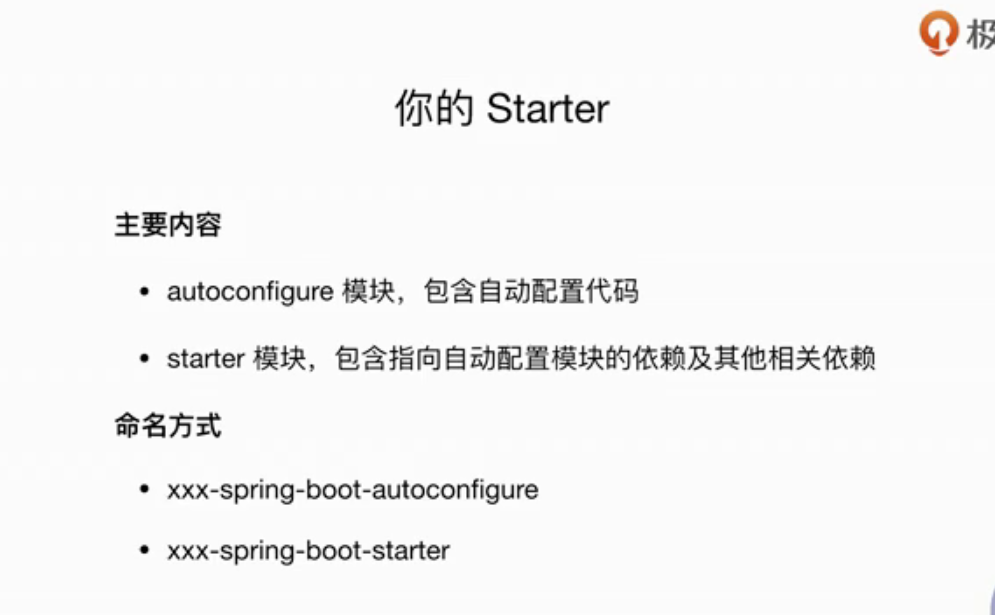 极
你的 Starter
主要内容
• autoconfigure 模块，包含自动配置代码
• starter 模块，包含指向自动配置模块的依赖及其他相关依赖
命名方式
• xxx-spring-boot-autoconfigure
• xxx-spring-boot-starter